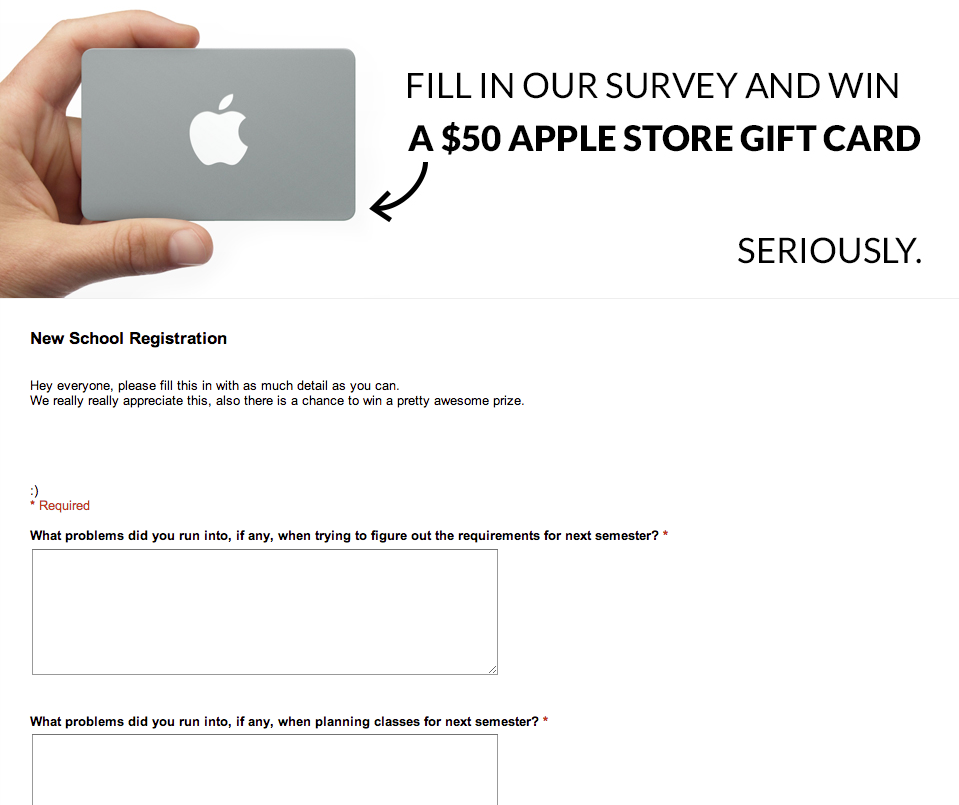 FILL IN OUR SURVEY AND WIN
A $50 APPLE STORE GIFT CARD
SERIOUSLY.
New School Registration
Hey everyone, please fill this in with as much detail as you can.
We really really appreciate this, also there is a chance to win a pretty awesome prize.
:)
* Required
What problems did you run into, if any, when trying to figure out the requirements for next semester? *
What problems did you run into, if any, when planning classes for next semester? *